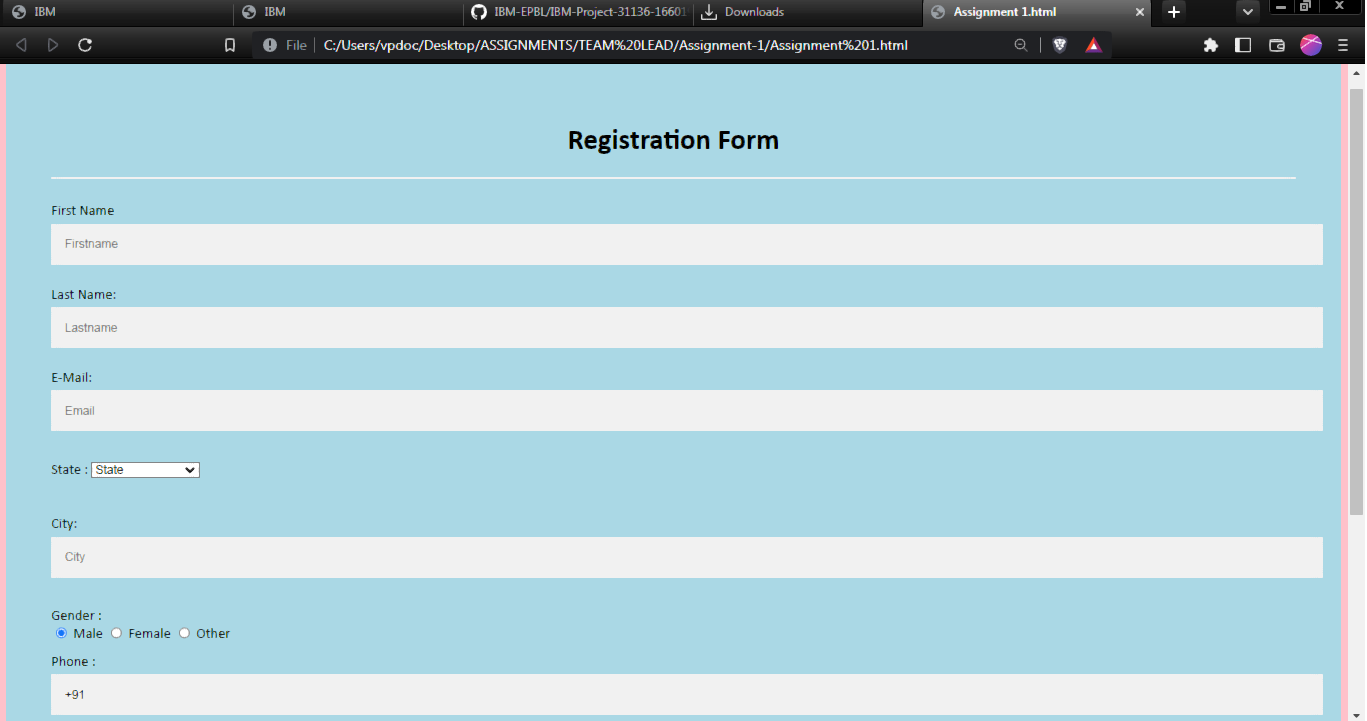 IBM
IBM
IBM-EPBL/IBM-Project-31136-16601
Downloads
Assignment 1.html
File
C:/Users/vpdoc/Desktop/ASSIGNMENTS/TEAM%20LEAD/Assignment-1/Assignment%201.html
Registration Form
First Name
Firstname
Last Name:
Lastname
E-Mail:
Email
State : State
City:
City
Gender :
Male Female Other
Phone :
+91